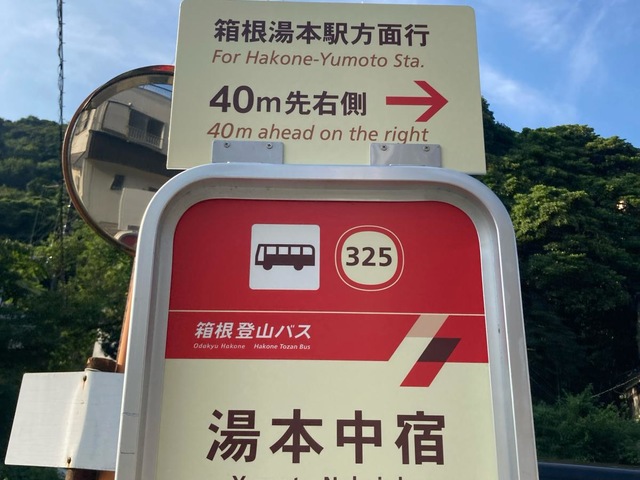 箱根湯本駅方面行
For Hakone-Yumoto Sta.
40m先右側
40m ahead on the right
325
箱根登山バス
Odakyu Hakone Hakone Tozan Bus
湯本中宿